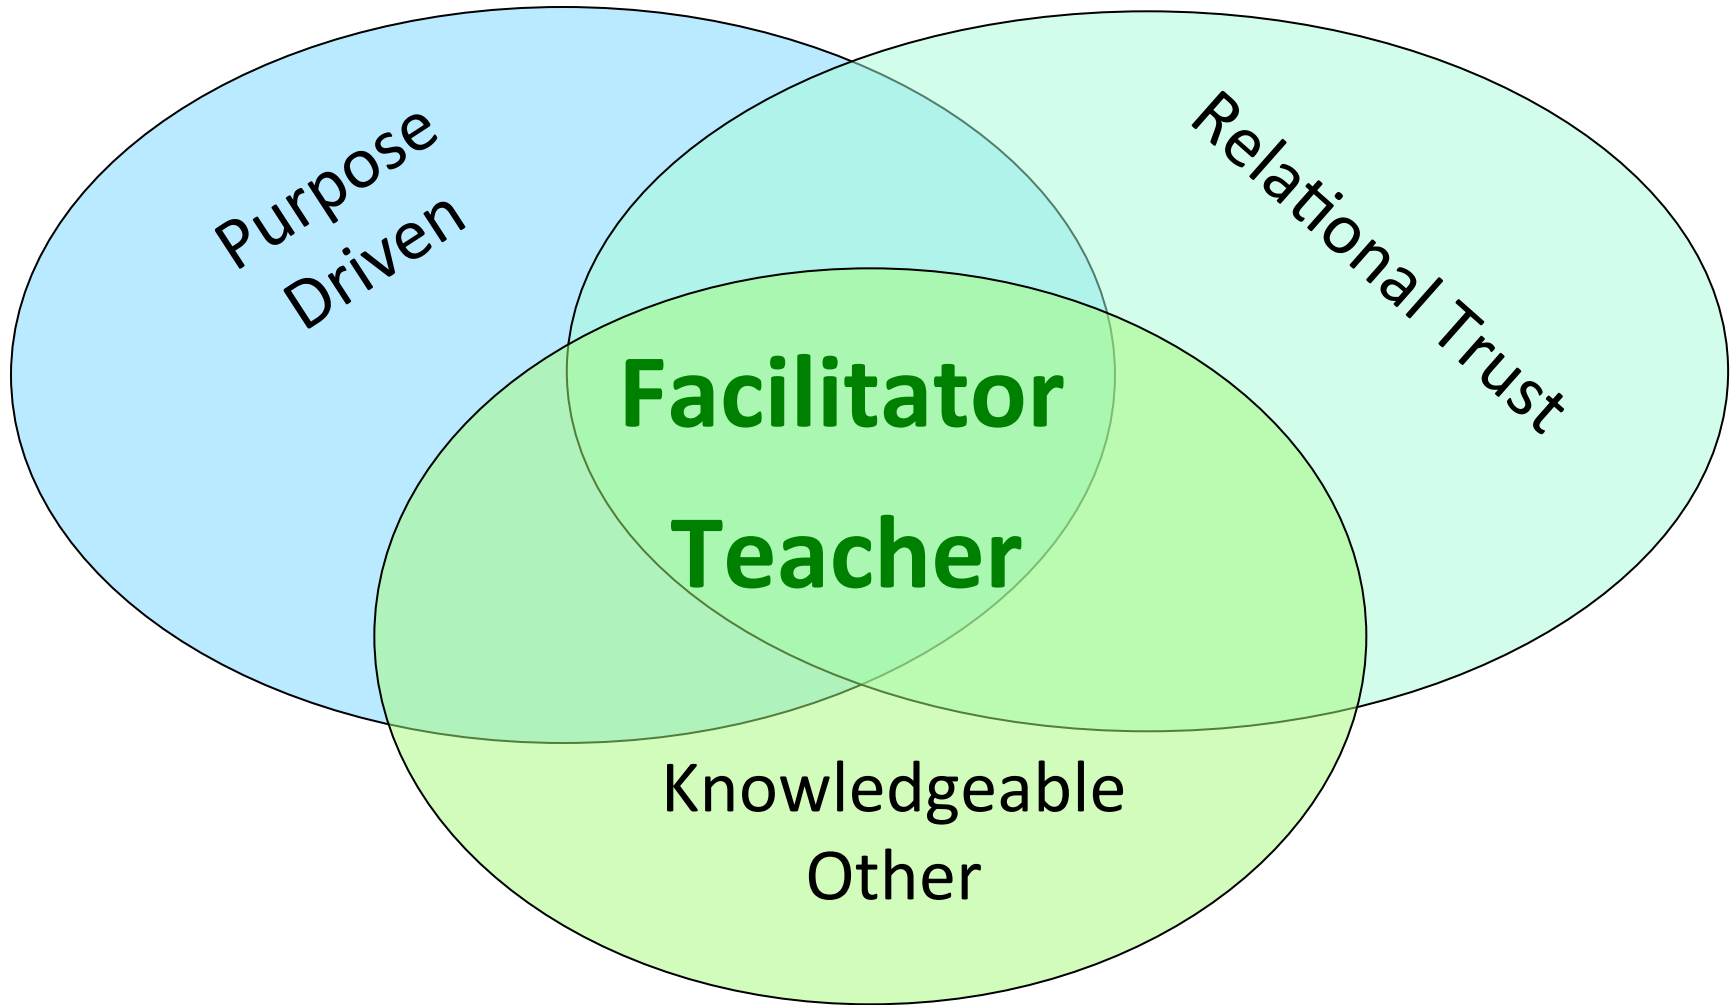 Purpose
Driven
Relational Trust
Facilitator
Teacher
Knowledgeable
Other